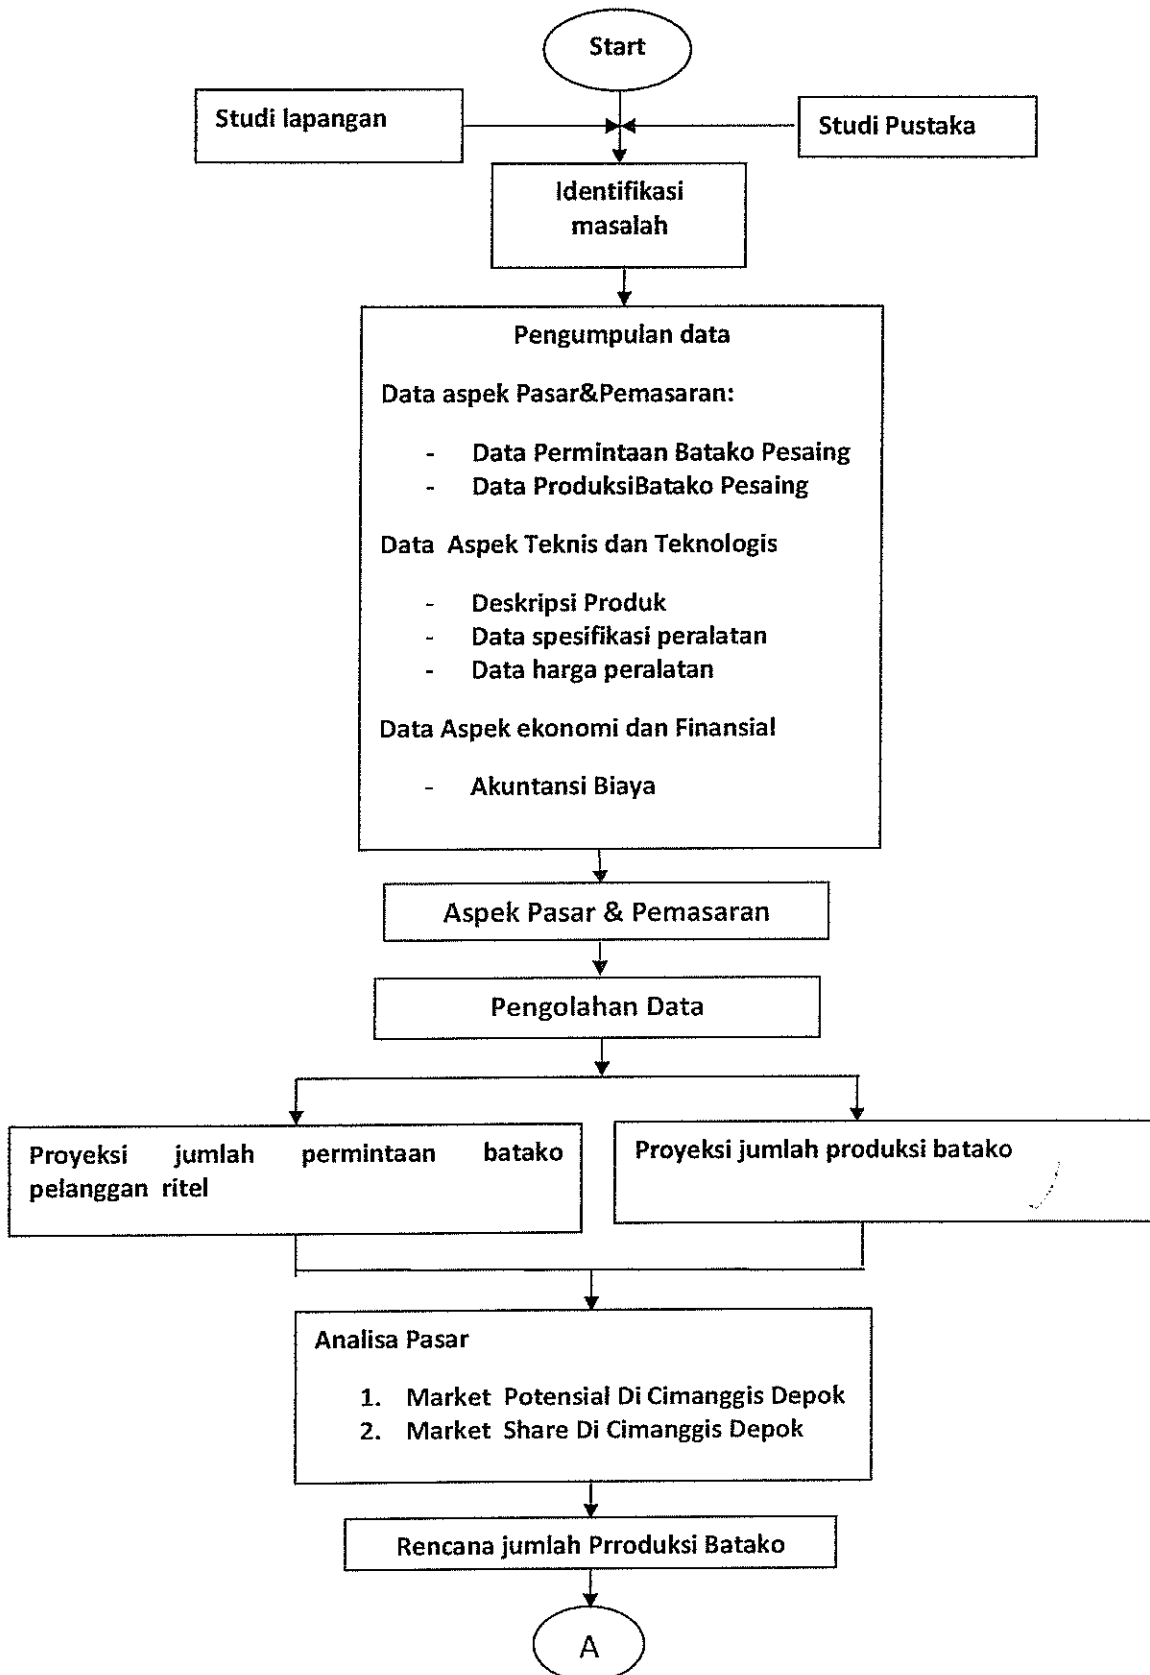 Start
Studi lapangan
Studi Pustaka
Identifikasi
masalah
Pengumpulan data
Data aspek Pasar&Pemasaran:
- Data Permintaan Batako Pesaing
- Data ProduksiBatako Pesaing
Data Aspek Teknis dan Teknologis
- Deskripsi Produk
- Data spesifikasi peralatan
- Data harga peralatan
Data Aspek ekonomi dan Finansial
- Akuntansi Biaya
Aspek Pasar & Pemasaran
Pengolahan Data
Proyeksi jumlah permintaan batako
pelanggan ritel
Proyeksi jumlah produksi batako
Analisa Pasar
1. Market Potensial Di Cimanggis Depok
2. Market Share Di Cimanggis Depok
Rencana jumlah Prroduksi Batako
A